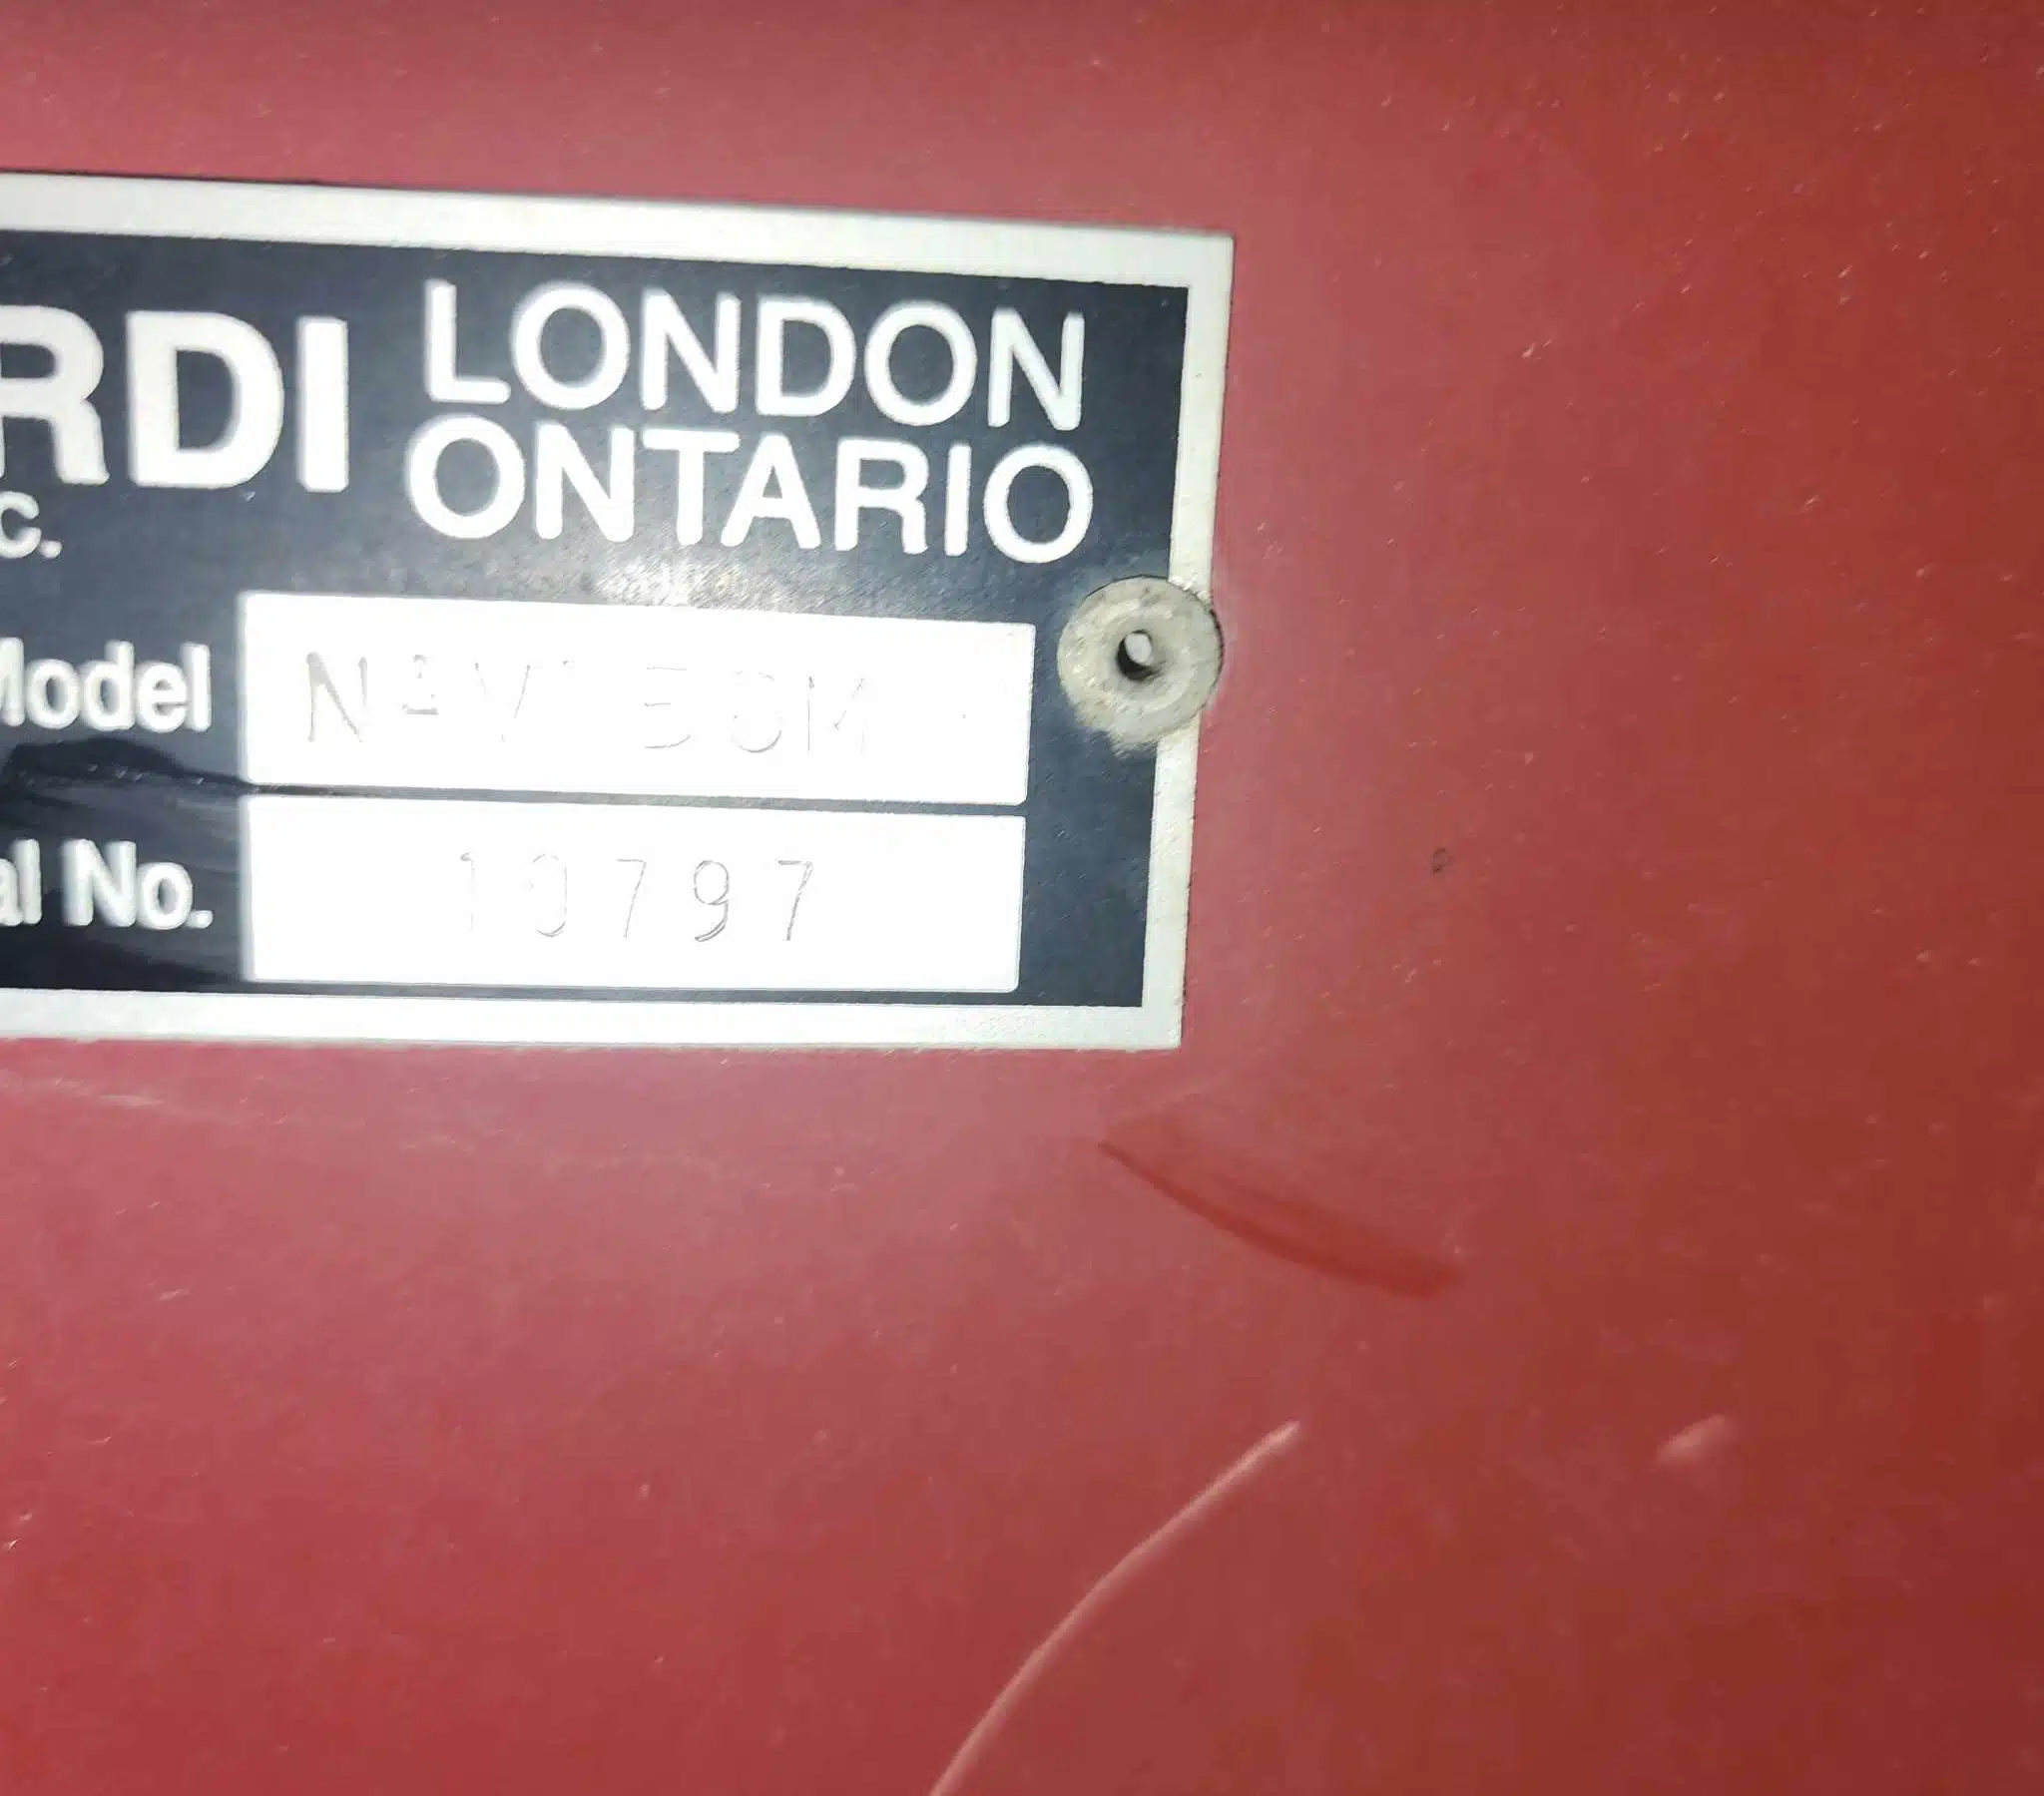 RDI LONDON
ONTARIO
C.
Model
al No. 10797